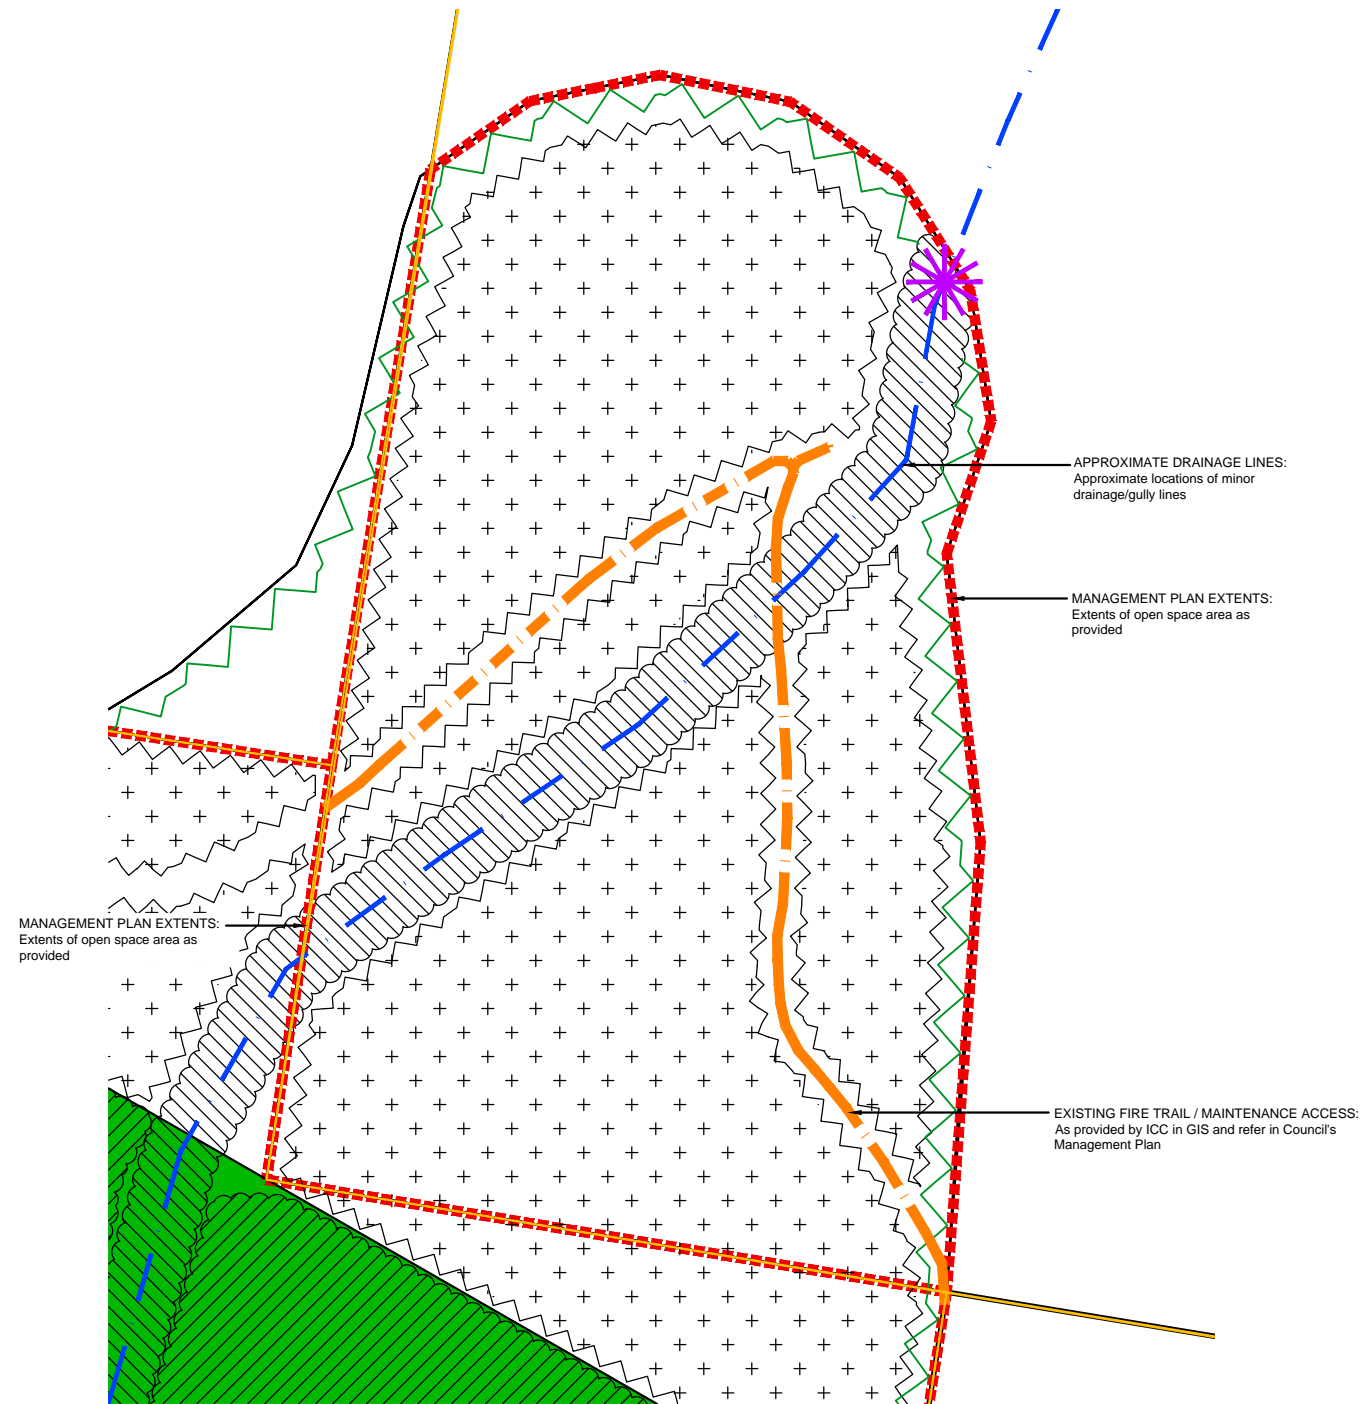 APPROXIMATE DRAINAGE LINES:
Approximate locations of minor
drainage/gully lines
MANAGEMENT PLAN EXTENTS:
Extents of open space area as
provided
MANAGEMENT PLAN EXTENTS:
Extents of open space area as
provided
EXISTING FIRE TRAIL / MAINTENANCE ACCESS:
As provided by ICC in GIS and refer in Council's
Management Plan